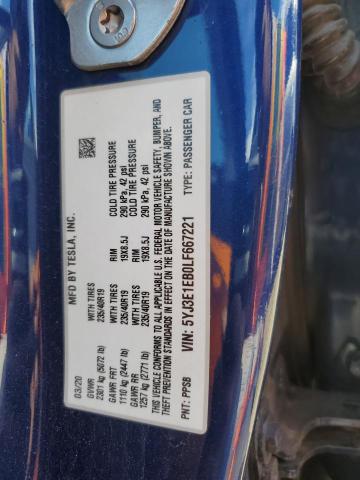 03/20 MFD BY TESLA, INC.
GVWR
2301 kg (5072 lb)
GAWR FRT WITH TIRES RIM COLD TIRE PRESSURE
1110 kg (2447 lb) 235/40R19 19X8.5J 290 kPa, 42 psi
GAWR RR WITH TIRES RIM COLD TIRE PRESSURE
1257 kg (2771 lb) 235/40R19 19X8.5J 290 kPa, 42 psi
THIS VEHICLE CONFORMS TO ALL APPLICABLE U.S. FEDERAL MOTOR VEHICLE SAFETY, BUMPER, AND
THEFT PREVENTION STANDARDS IN EFFECT ON THE DATE OF MANUFACTURE SHOWN ABOVE.
PNT: PPSB VIN: 5YJ3E1EB0LF667221 TYPE: PASSENGER CAR